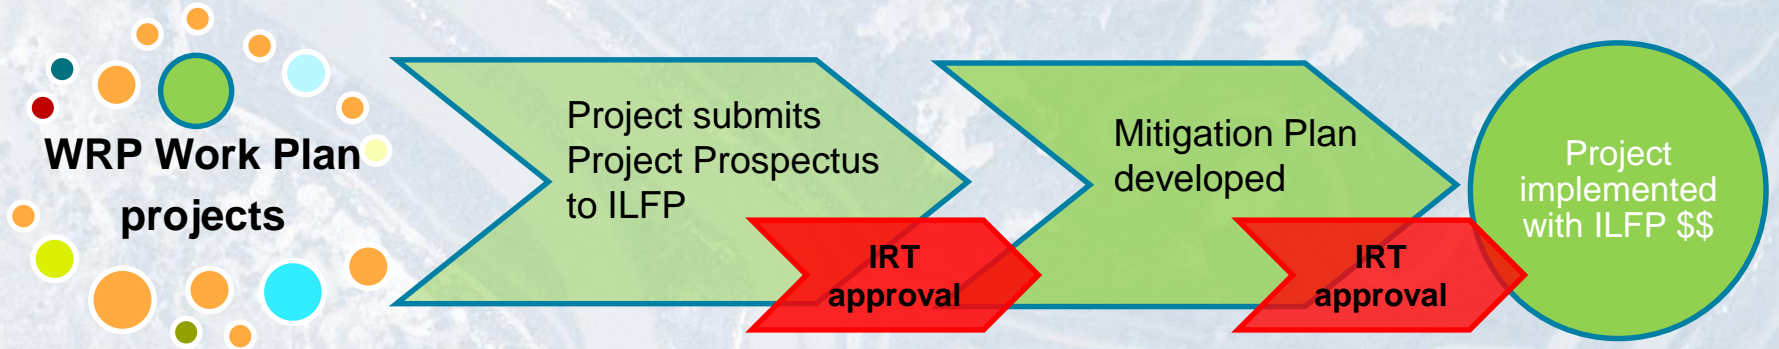 WRP Work Plan
projects
Project submits
Project Prospectus
to ILFP
IRT
approval
Mitigation Plan
developed
IRT
approval
Project
implemented
with ILFP $$